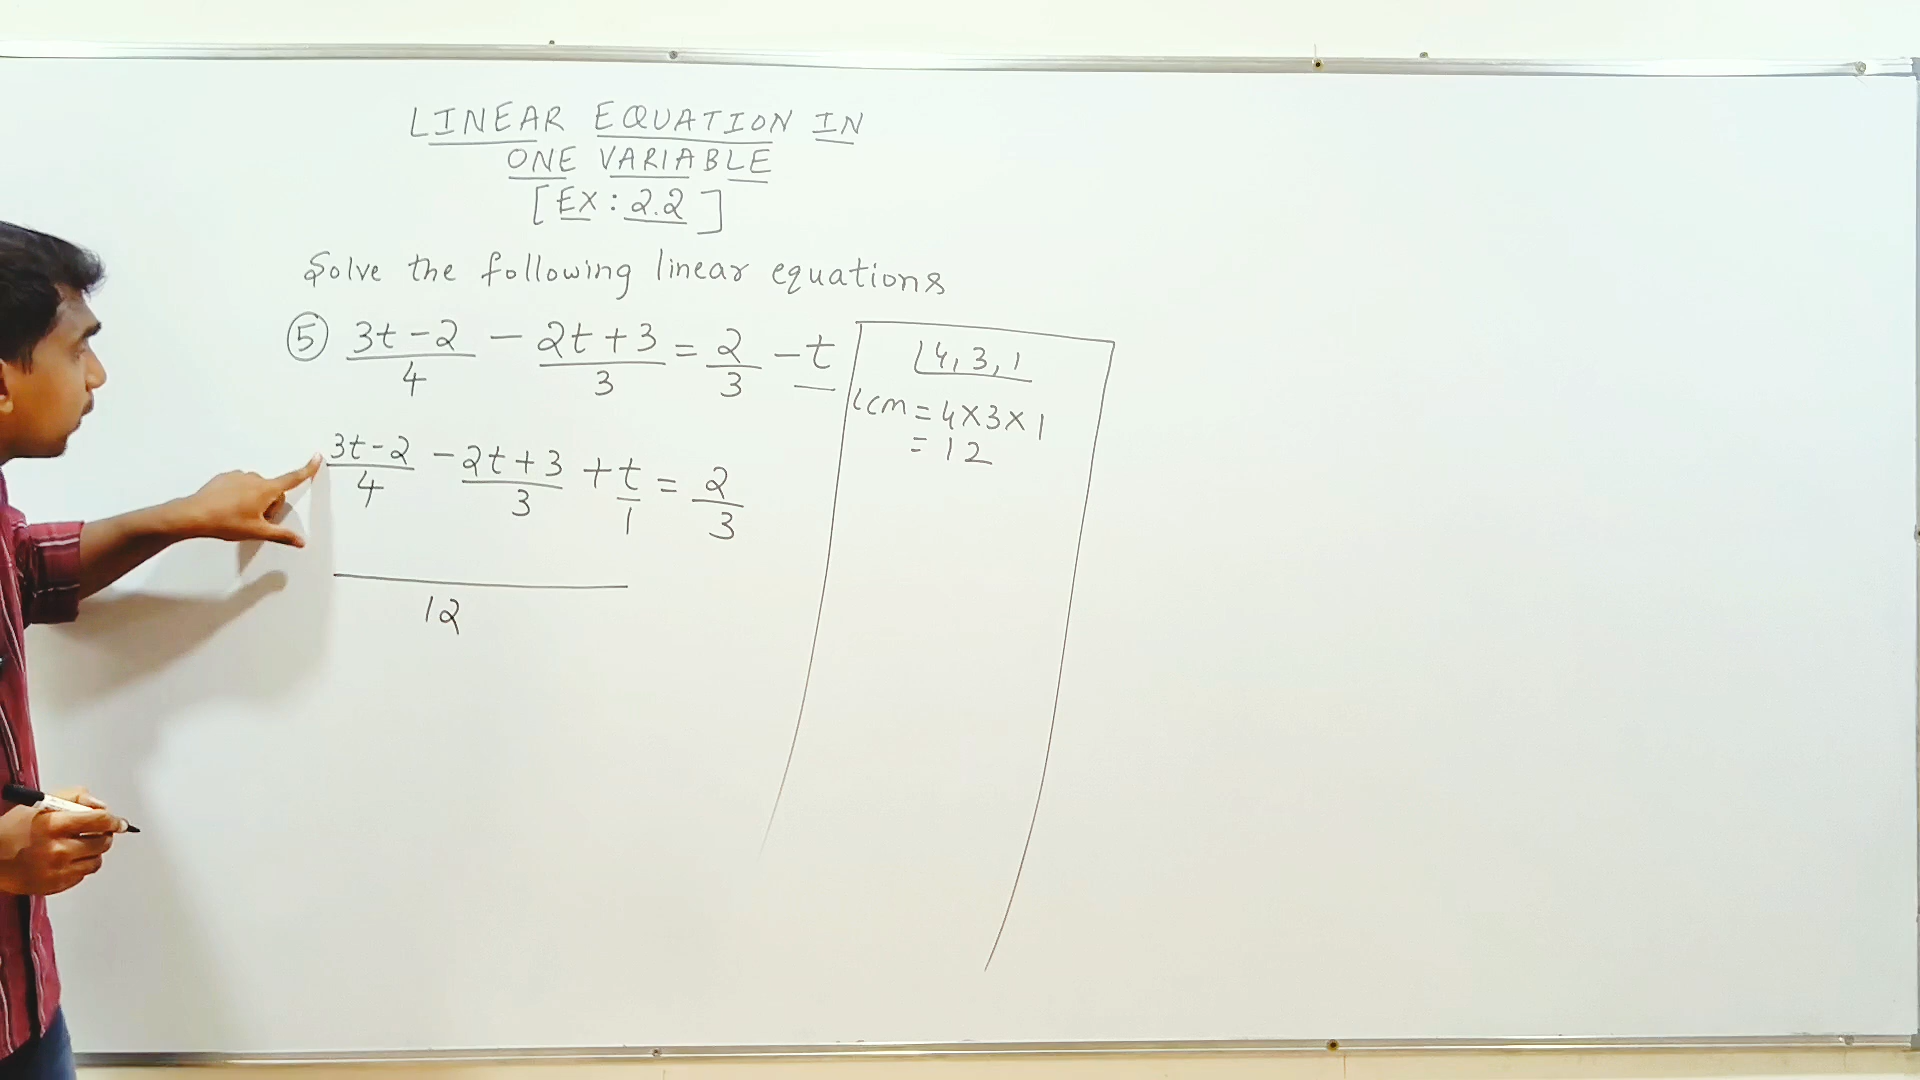 LINEAR EQUATION IN
ONE VARIABLE
[EX: 2.2]
Solve the following linear equations
5 (3t-2)/4 - (2t+3)/3 = 2/3 - t
(3t-2)/4 - (2t+3)/3 + t/1 = 2/3
12
4, 3, 1
LCM = 4×3×1
= 12